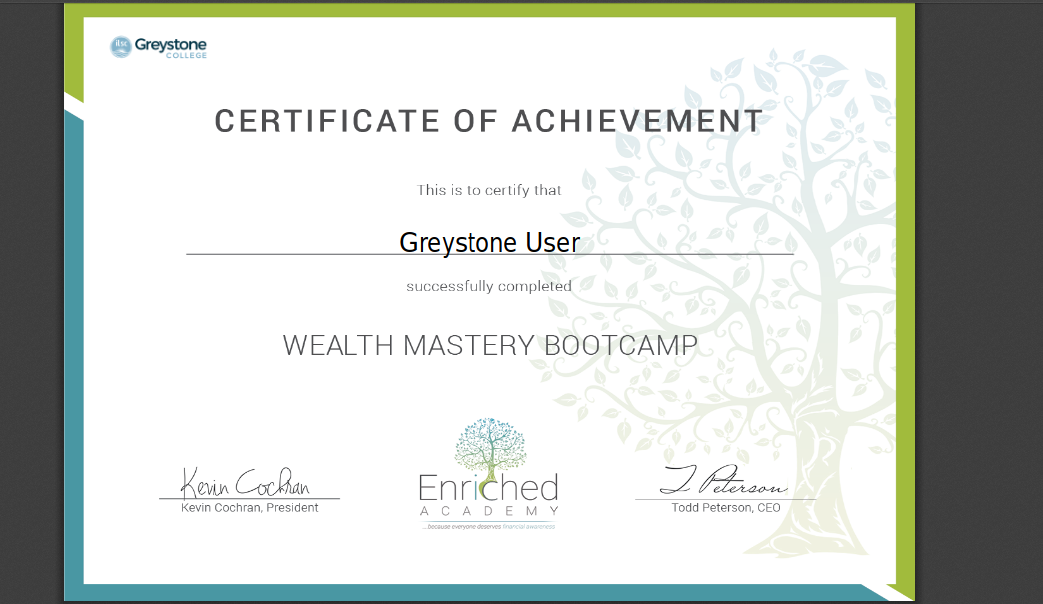 ilsc Greystone
COLLEGE
CERTIFICATE OF ACHIEVEMENT
This is to certify that
Greystone User
successfully completed
WEALTH MASTERY BOOTCAMP
Kevin Cochran
Kevin Cochran, President
Enriched
ACADEMY
...because everyone deserves financial awareness
T Peterson
Todd Peterson, CEO